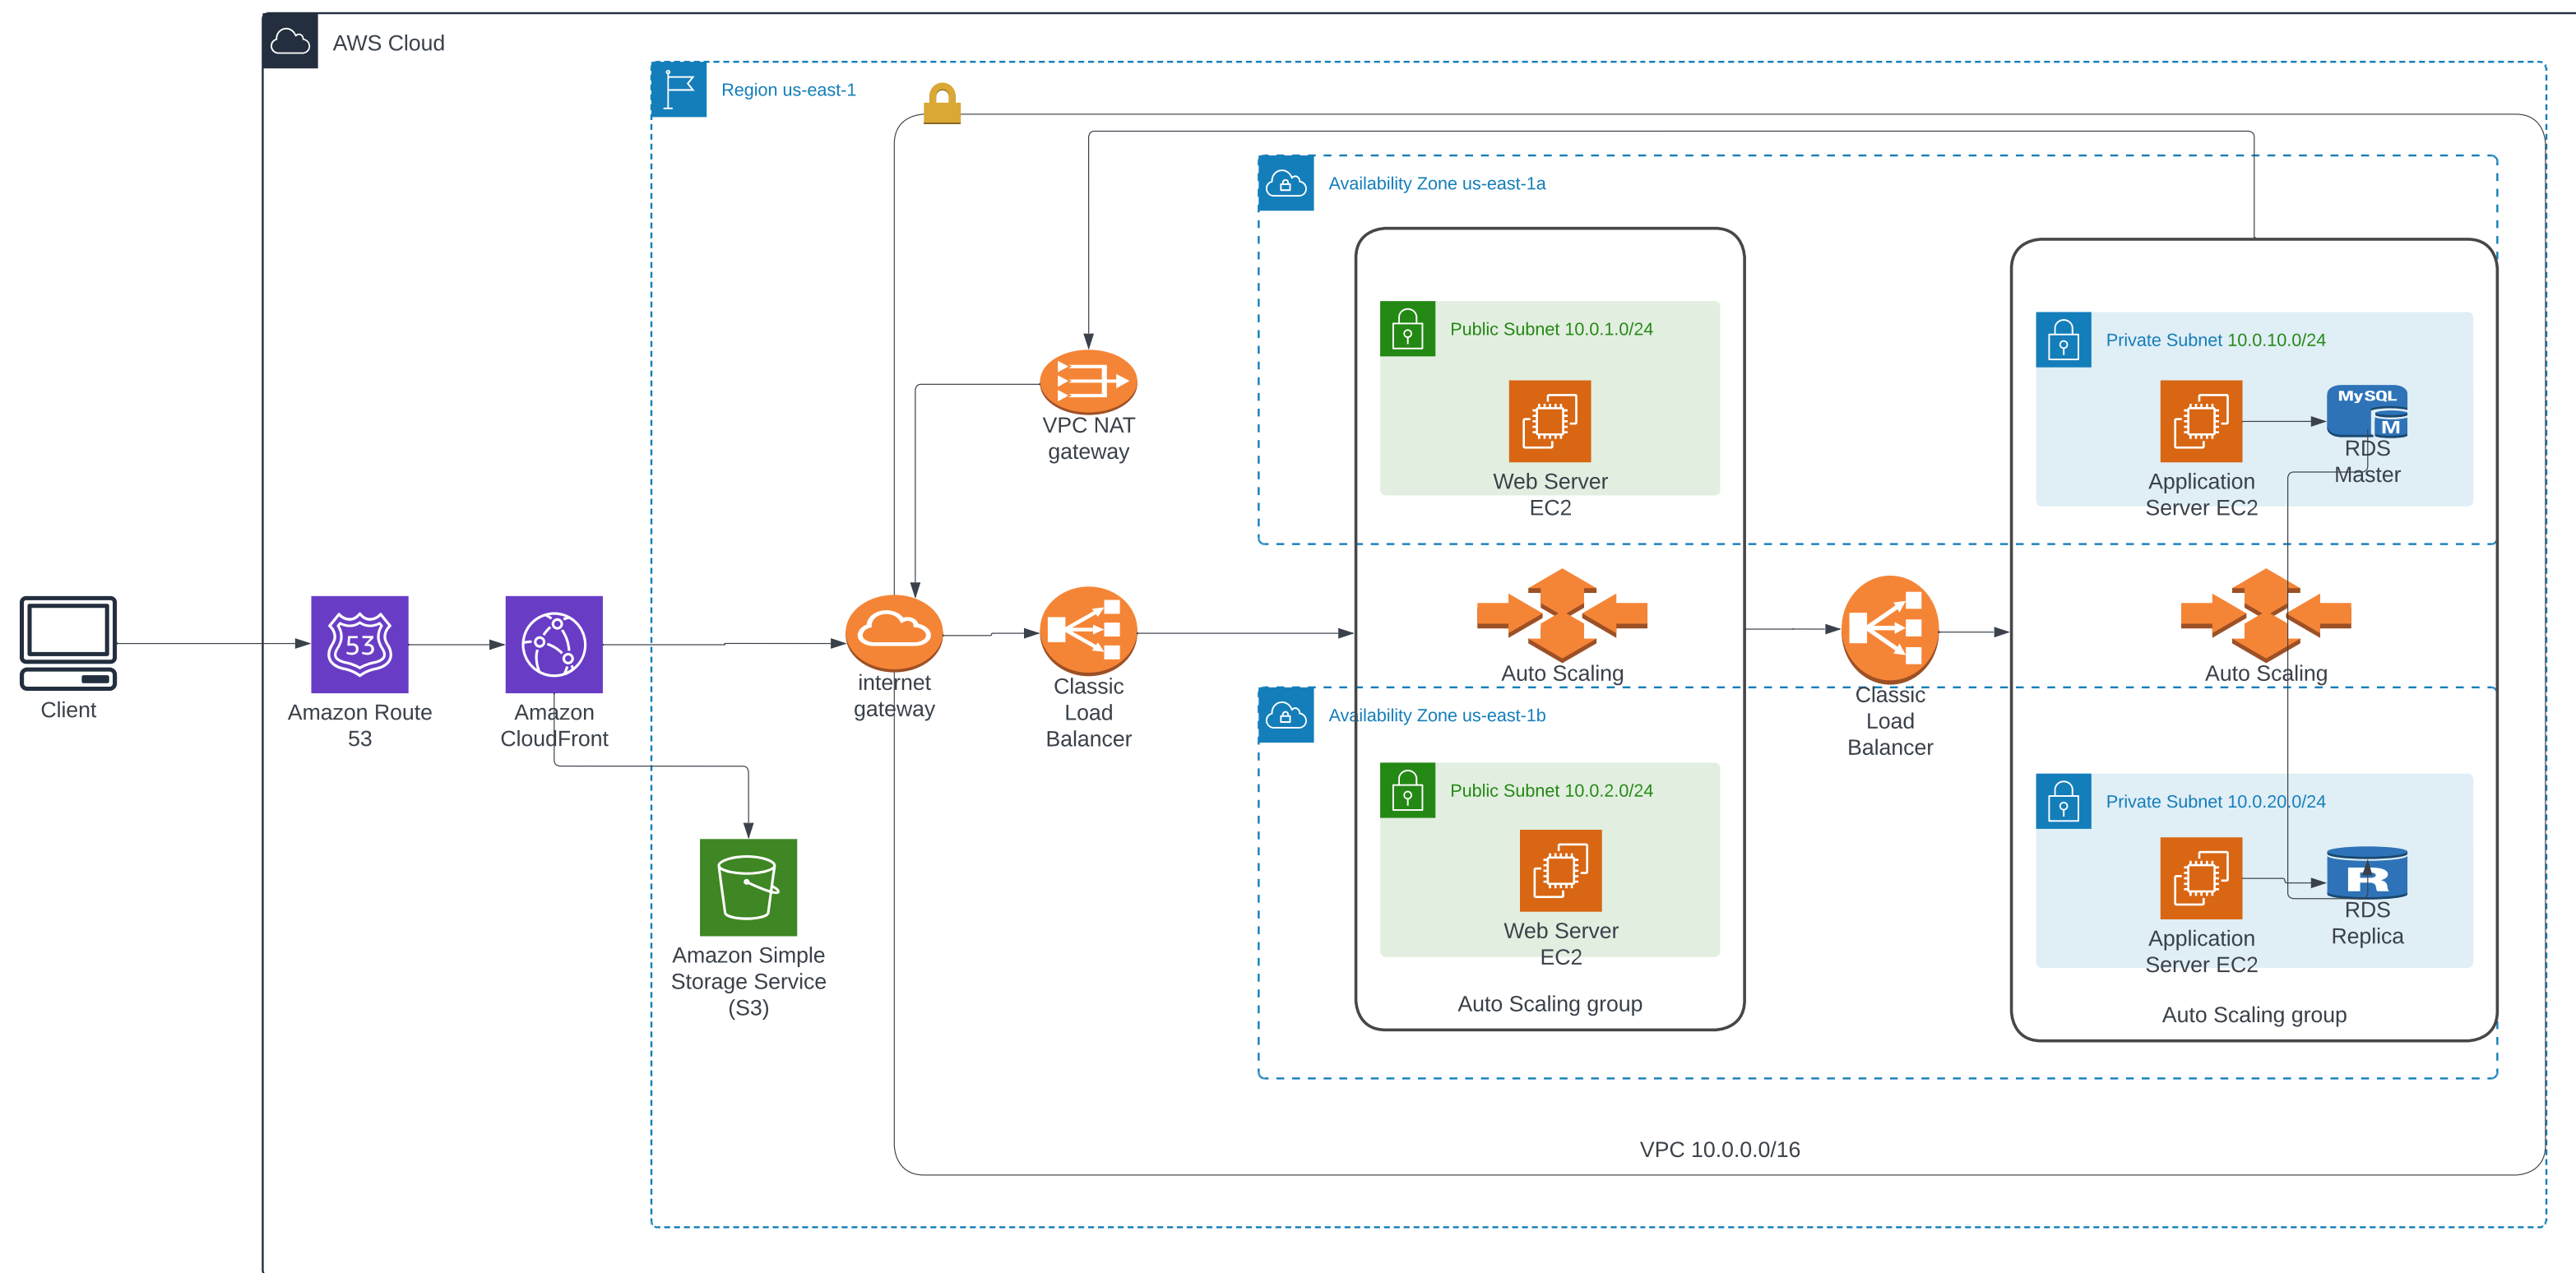 AWS Cloud
Region us-east-1
Availability Zone us-east-1a
Public Subnet 10.0.1.0/24
Web Server
EC2
Private Subnet 10.0.10.0/24
Application
Server EC2
MySQL
M
RDS
Master
VPC NAT
gateway
Client
53
Amazon Route
53
Amazon
CloudFront
internet
gateway
Classic
Load
Balancer
Auto Scaling
Classic
Load
Balancer
Auto Scaling
Availability Zone us-east-1b
Public Subnet 10.0.2.0/24
Web Server
EC2
Auto Scaling group
Private Subnet 10.0.20.0/24
Application
Server EC2
R
RDS
Replica
Auto Scaling group
Amazon Simple
Storage Service
(S3)
VPC 10.0.0.0/16